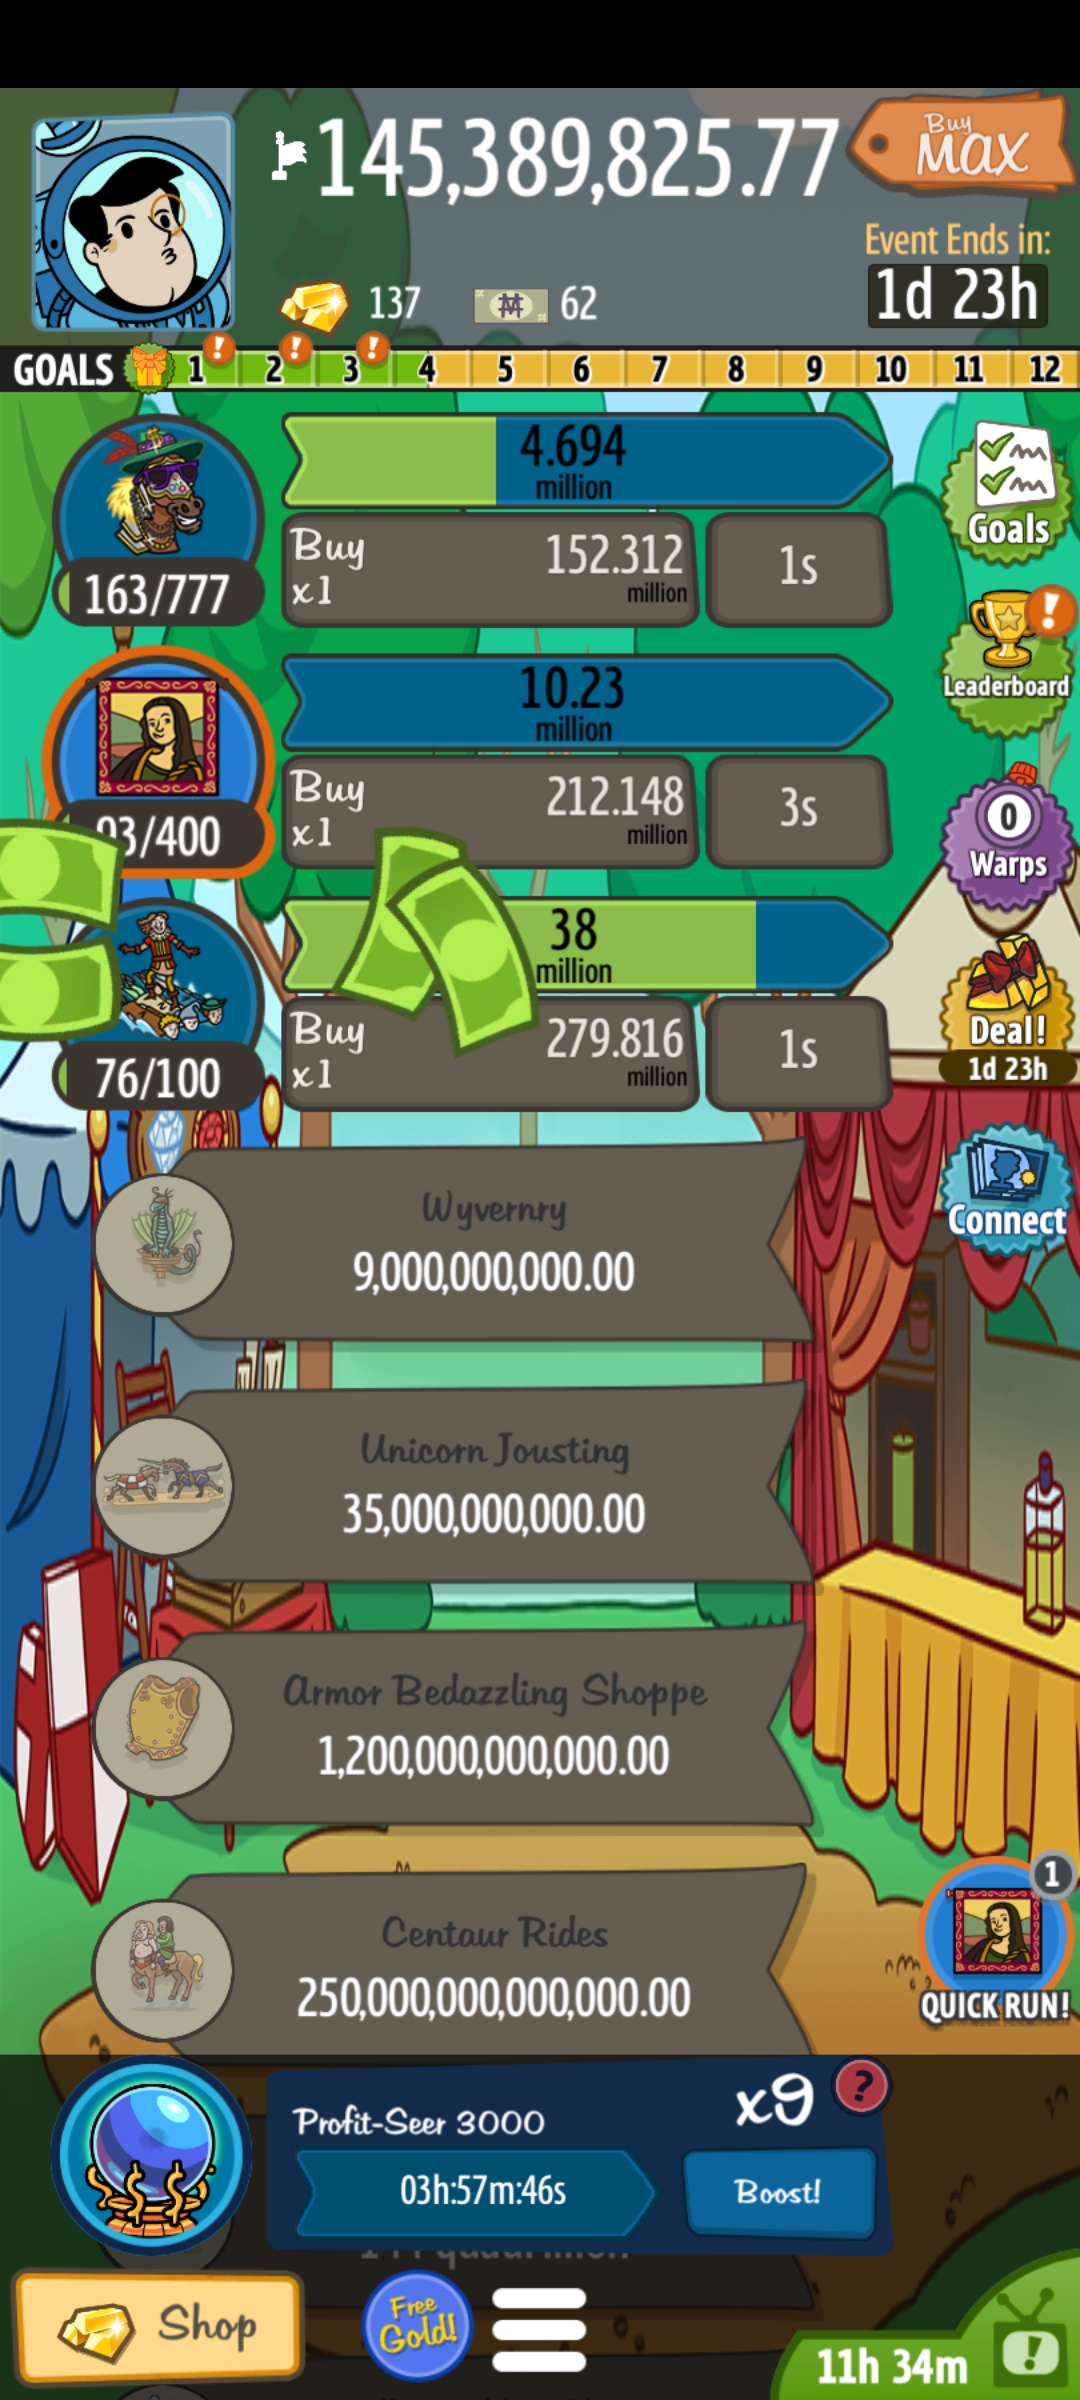 145,389,825.77
Buy
MAX
Event Ends in:
1d 23h
137
62
GOALS 1 ! 2 ! 3 ! 4 5 6 7 8 9 10 11 12
4.694
million
Buy
x1
152.312
million
1s
163/777
Goals
!
Leaderboard
10.23
million
Buy
x1
212.148
million
3s
93/400
0
Warps
38
million
Buy
x1
279.816
million
1s
76/100
Deal!
1d 23h
Connect
Wyvernry
9,000,000,000.00
Unicorn Jousting
35,000,000,000.00
Armor Bedazzling Shoppe
1,200,000,000,000.00
Centaur Rides
250,000,000,000,000.00
1
QUICK RUN!
Profit-Seer 3000
x9
?
03h:57m:46s
Boost!
Shop
Free
Gold!
11h 34m
!